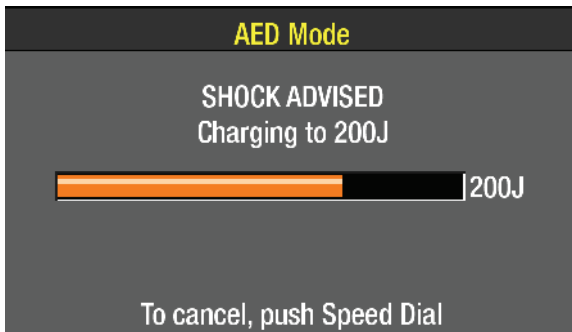 AED Mode
SHOCK ADVISED
Charging to 200J
200J
To cancel, push Speed Dial